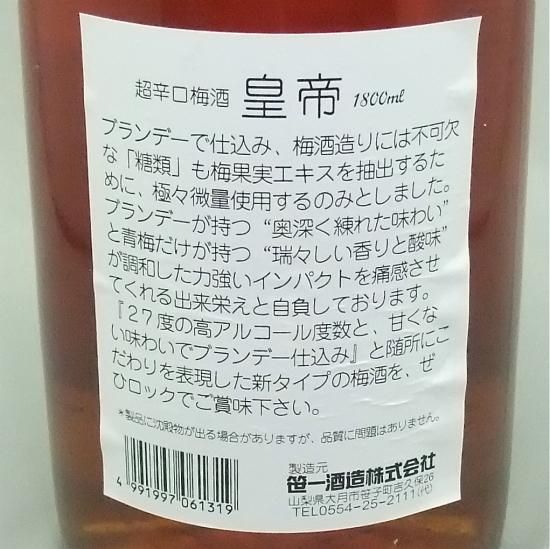 超辛口梅酒 皇帝 1800ml
ブランデーで仕込み、梅酒造りには不可欠
な「糖類」も梅果実エキスを抽出するた
めに、極々微量使用するのみとしました。
ブランデーが持つ“奥深く練れた味わい”
と青梅だけが持つ“瑞々しい香りと酸味”
が調和した力強いインパクトを痛感させ
てくれる出来栄えと自負しております。
『27度の高アルコール度数と、甘くな
い味わいでブランデー仕込み』と随所にこ
だわりを表現した新タイプの梅酒を、ぜ
ひロックでご賞味下さい。
*製品に沈殿物が出る場合がありますが、品質に問題はありません。
4 991997 061319
製造元
笹一酒造株式会社
山梨県大月市笹子町吉久保26
TEL0554-25-2111(代)